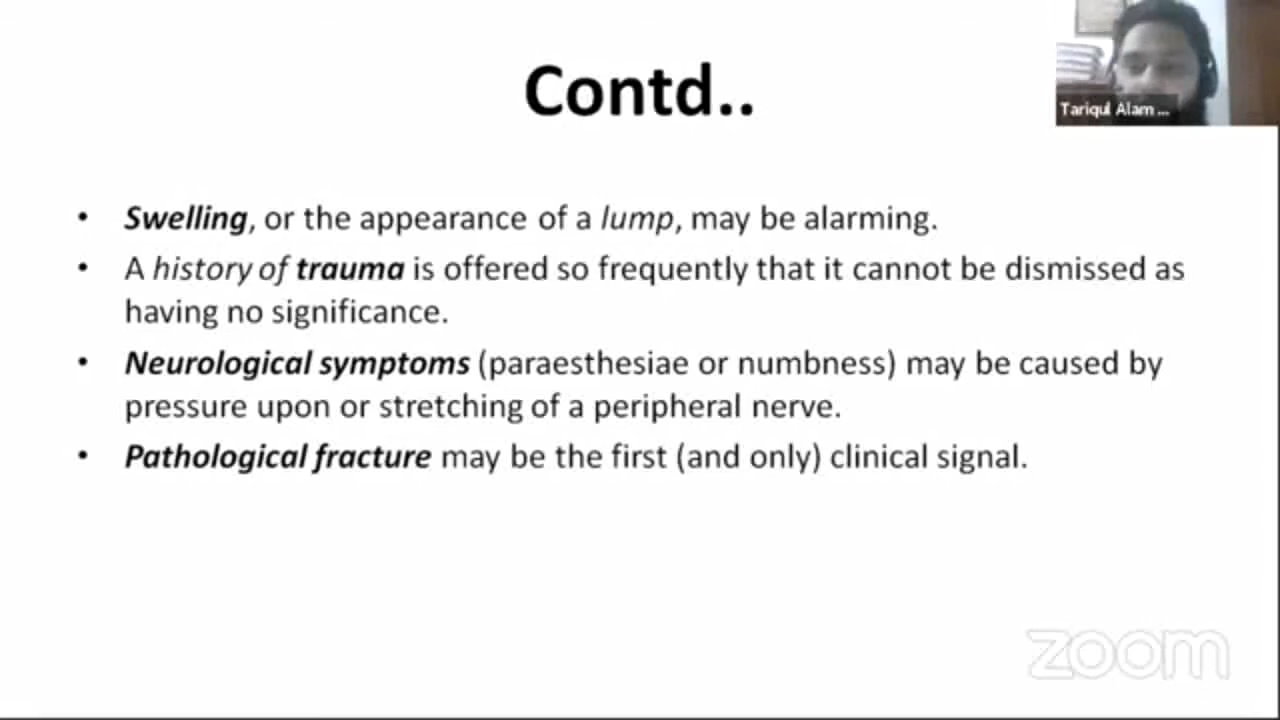 Contd..
Tariqul Alam ...
• Swelling, or the appearance of a lump, may be alarming.
• A history of trauma is offered so frequently that it cannot be dismissed as
having no significance.
• Neurological symptoms (paraesthesiae or numbness) may be caused by
pressure upon or stretching of a peripheral nerve.
• Pathological fracture may be the first (and only) clinical signal.
zoom